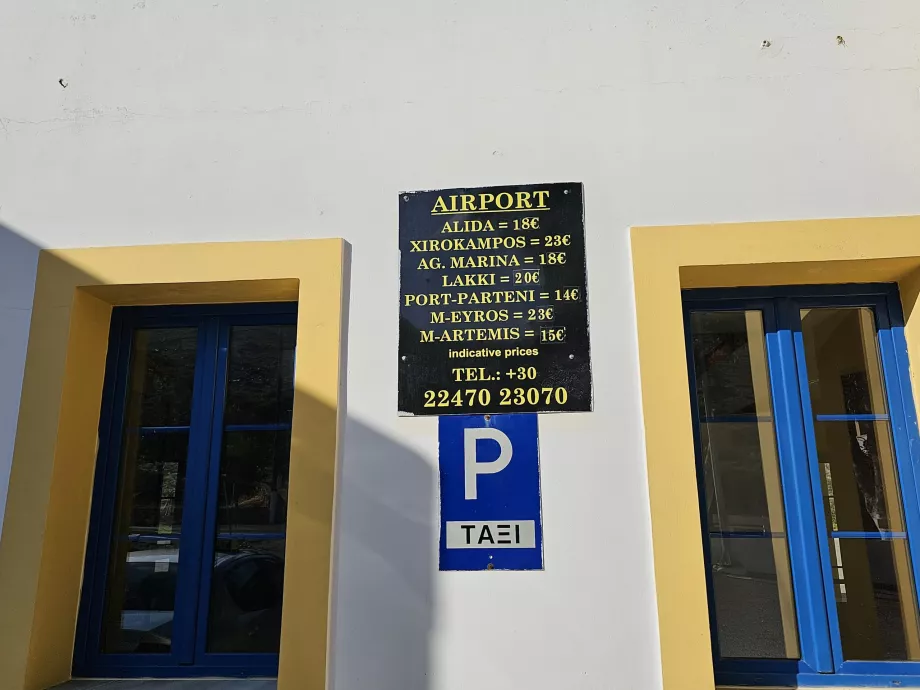 AIRPORT
ALIDA = 18€
XIROKAMPOS = 23€
AG. MARINA = 18€
LAKKI = 20€
PORT-PARTENI = 14€
M-EYROS = 23€
M-ARTEMIS = 15€
indicative prices
TEL.: +30
22470 23070
P
ΤΑΞΙ